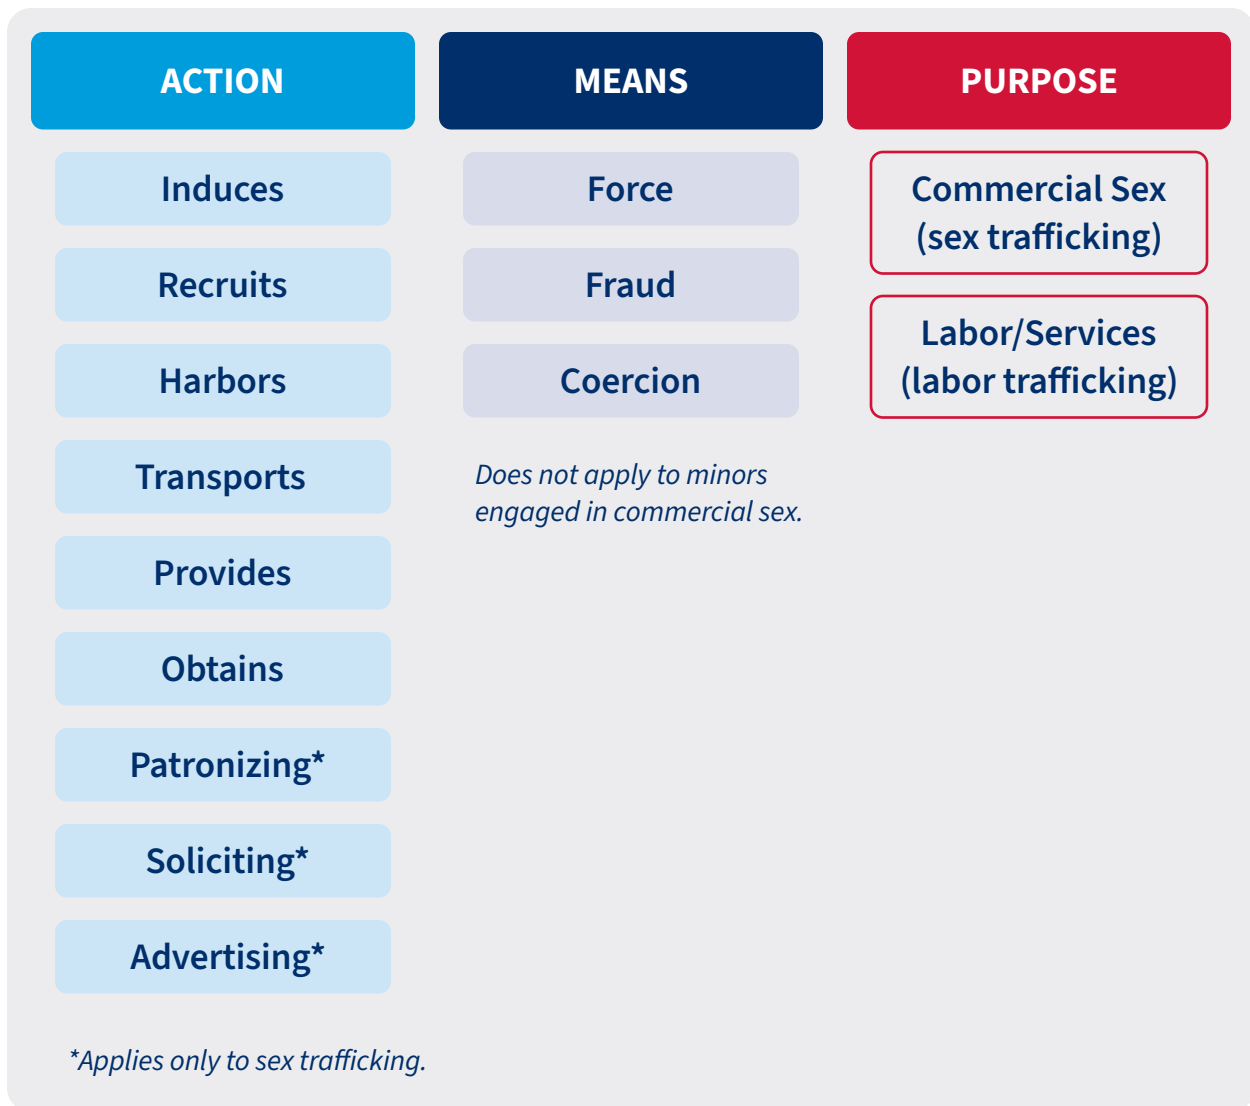 ACTION
Induces
Recruits
Harbors
Transports
Provides
Obtains
Patronizing*
Soliciting*
Advertising*
*Applies only to sex trafficking.
MEANS
Force
Fraud
Coercion
Does not apply to minors
engaged in commercial sex.
PURPOSE
Commercial Sex
(sex trafficking)
Labor/Services
(labor trafficking)